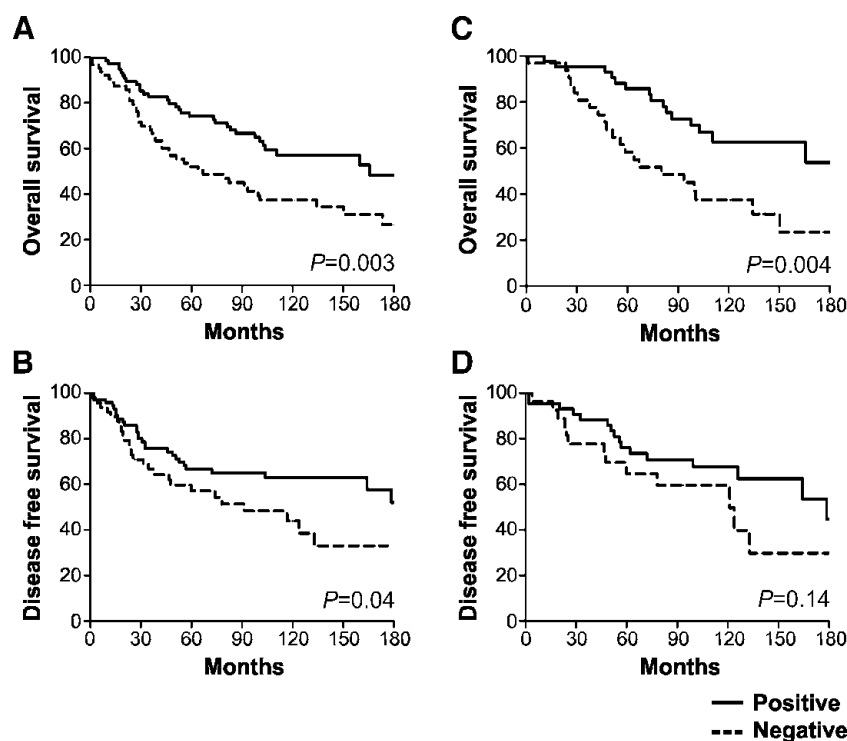 A
100
80
60
40
20
0
Overall survival
P=0.003
0 30 60 90 120 150 180
Months
C
100
80
60
40
20
0
Overall survival
P=0.004
0 30 60 90 120 150 180
Months
B
100
80
60
40
20
0
Disease free survival
P=0.04
0 30 60 90 120 150 180
Months
D
100
80
60
40
20
0
Disease free survival
P=0.14
0 30 60 90 120 150 180
Months
Positive
Negative